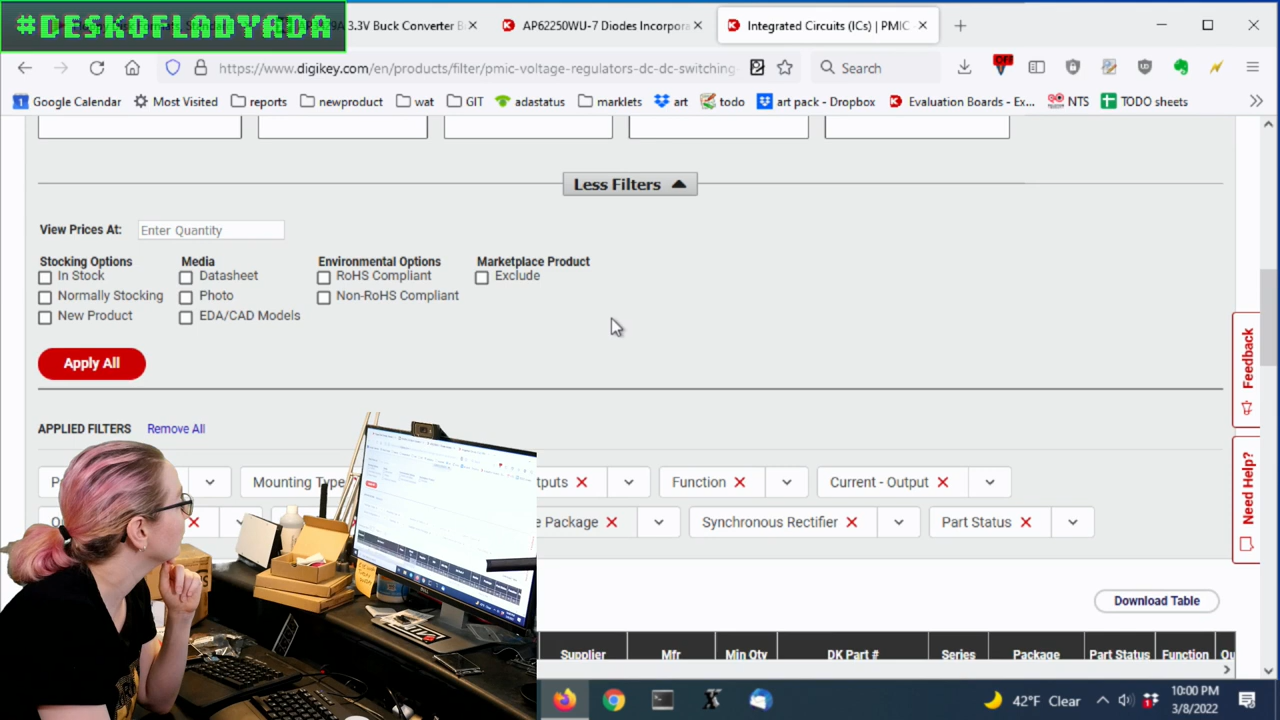 #DESKOFLADYADA
3.3V Buck Converter B
AP62250WU-7 Diodes Incorpora
Integrated Circuits (ICs) | PMIC
https://www.digikey.com/en/products/filter/pmic-voltage-regulators-dc-dc-switching
Search
Off
Google Calendar
Most Visited
reports
newproduct
wat
GIT
adastatus
marklets
art
todo
art pack - Dropbox
Evaluation Boards - Ex...
NTS
TODO sheets
Less Filters
View Prices At:
Enter Quantity
Stocking Options
Media
Environmental Options
Marketplace Product
In Stock
Datasheet
RoHS Compliant
Exclude
Normally Stocking
Photo
Non-RoHS Compliant
New Product
EDA/CAD Models
Apply All
Feedback
Need Help?
APPLIED FILTERS
Remove All
Mounting Type
Function
Current - Output
Package
Synchronous Rectifier
Part Status
Download Table
Supplier
Mfr
Min Qty
DK Part #
Series
Package
Part Status
Function
42°F Clear
10:00 PM
3/8/2022